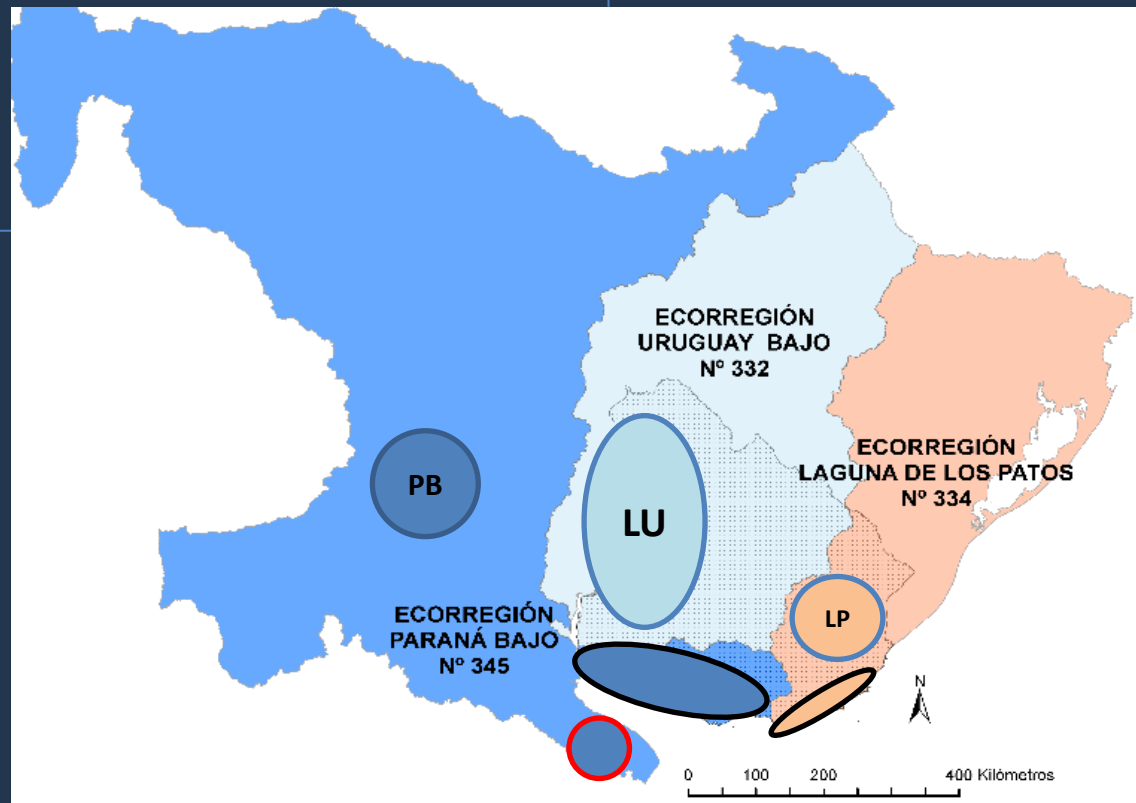 ECORREGIÓN
URUGUAY BAJO
Nº 332
ECORREGIÓN
LAGUNA DE LOS PATOS
Nº 334
PB
LU
LP
ECORREGIÓN
PARANÁ BAJO
Nº 345
N
0 100 200 400 Kilómetros